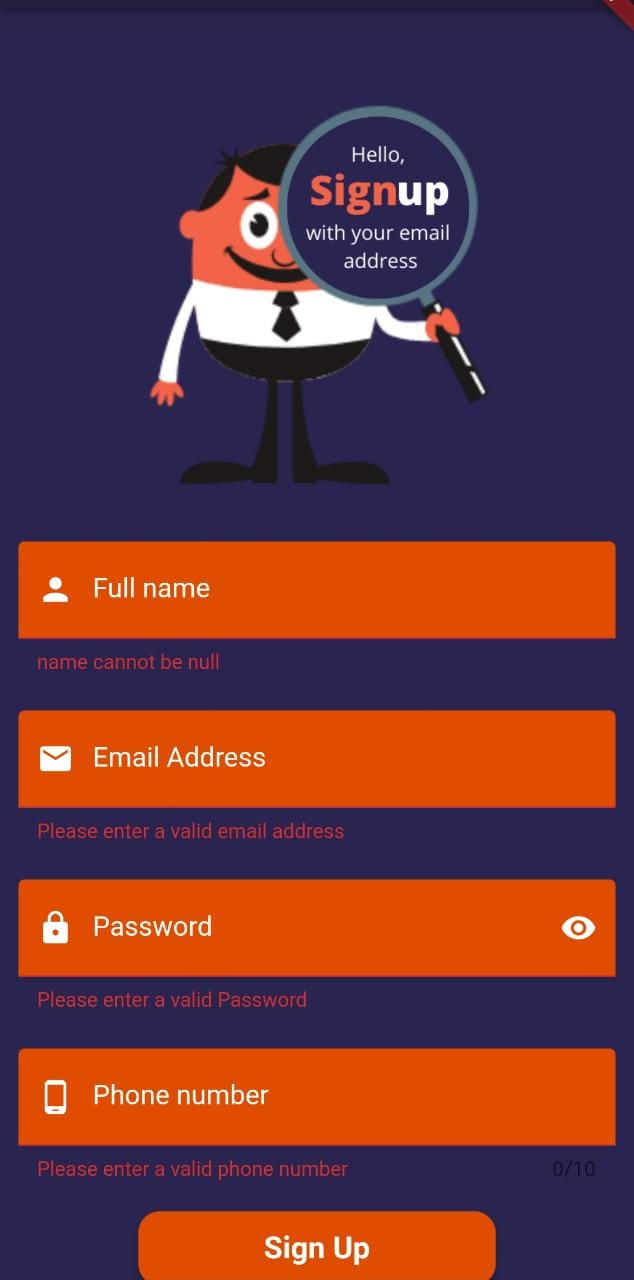 Hello,
Signup
with your email
address
Full name
name cannot be null
Email Address
Please enter a valid email address
Password
Please enter a valid Password
Phone number
Please enter a valid phone number
0/10
Sign Up